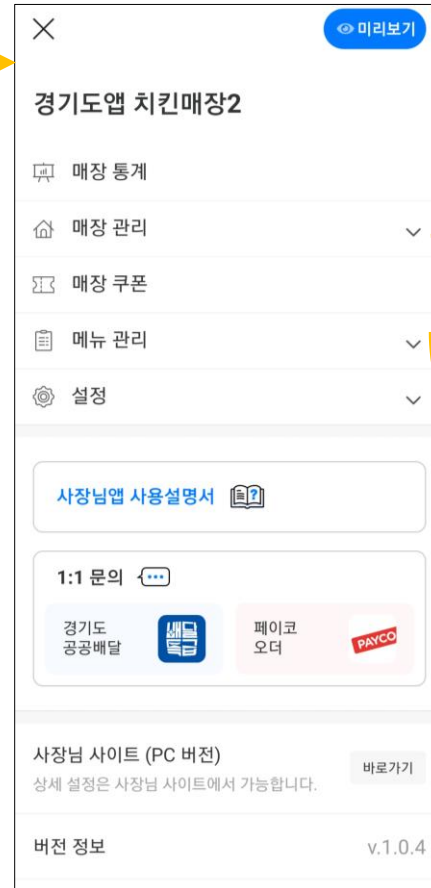 미리보기
경기도앱 치킨매장2
매장 통계
매장 관리
매장 쿠폰
메뉴 관리
설정
사장님앱 사용설명서
1:1 문의
경기도
공공배달
배달
특급
페이코
오더
PAYCO
사장님 사이트 (PC 버전)
상세 설정은 사장님 사이트에서 가능합니다.
바로가기
버전 정보
v.1.0.4